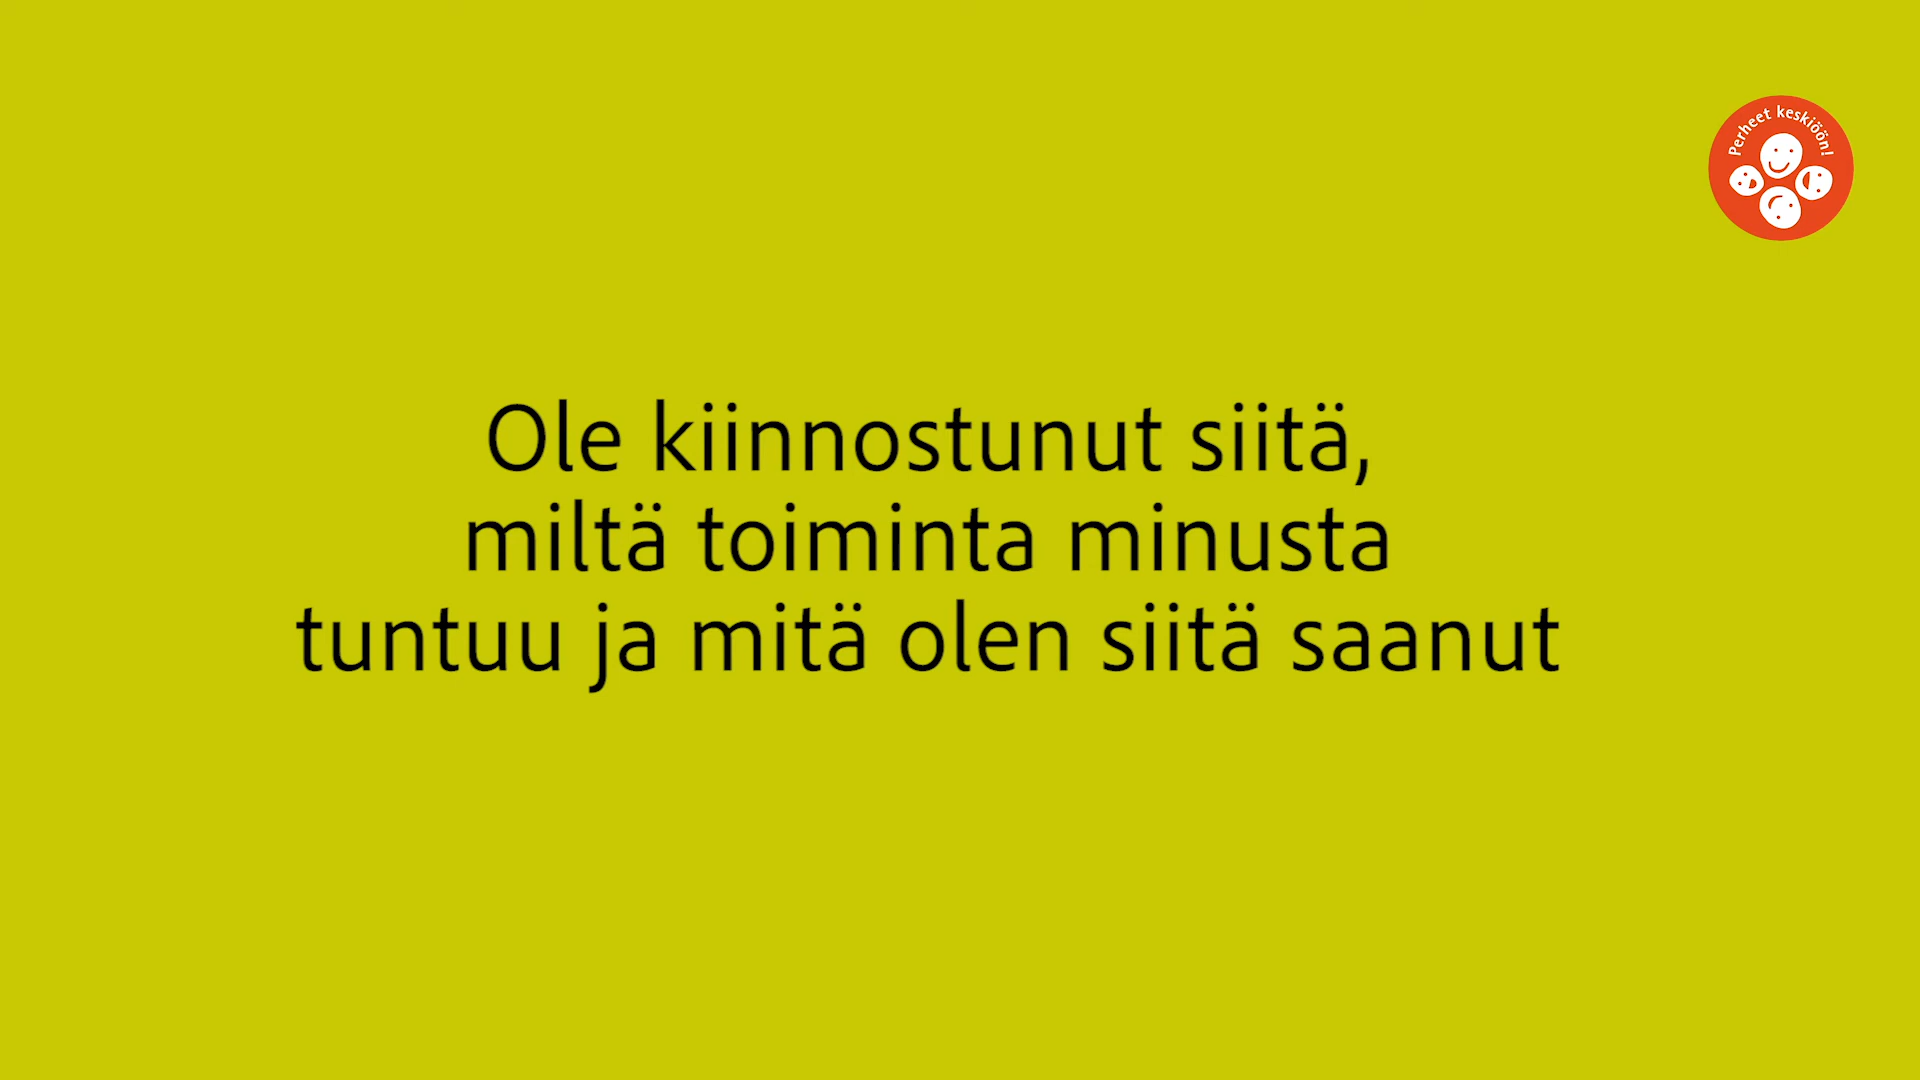 Perheet keskiöön!
Ole kiinnostunut siitä,
miltä toiminta minusta
tuntuu ja mitä olen siitä saanut